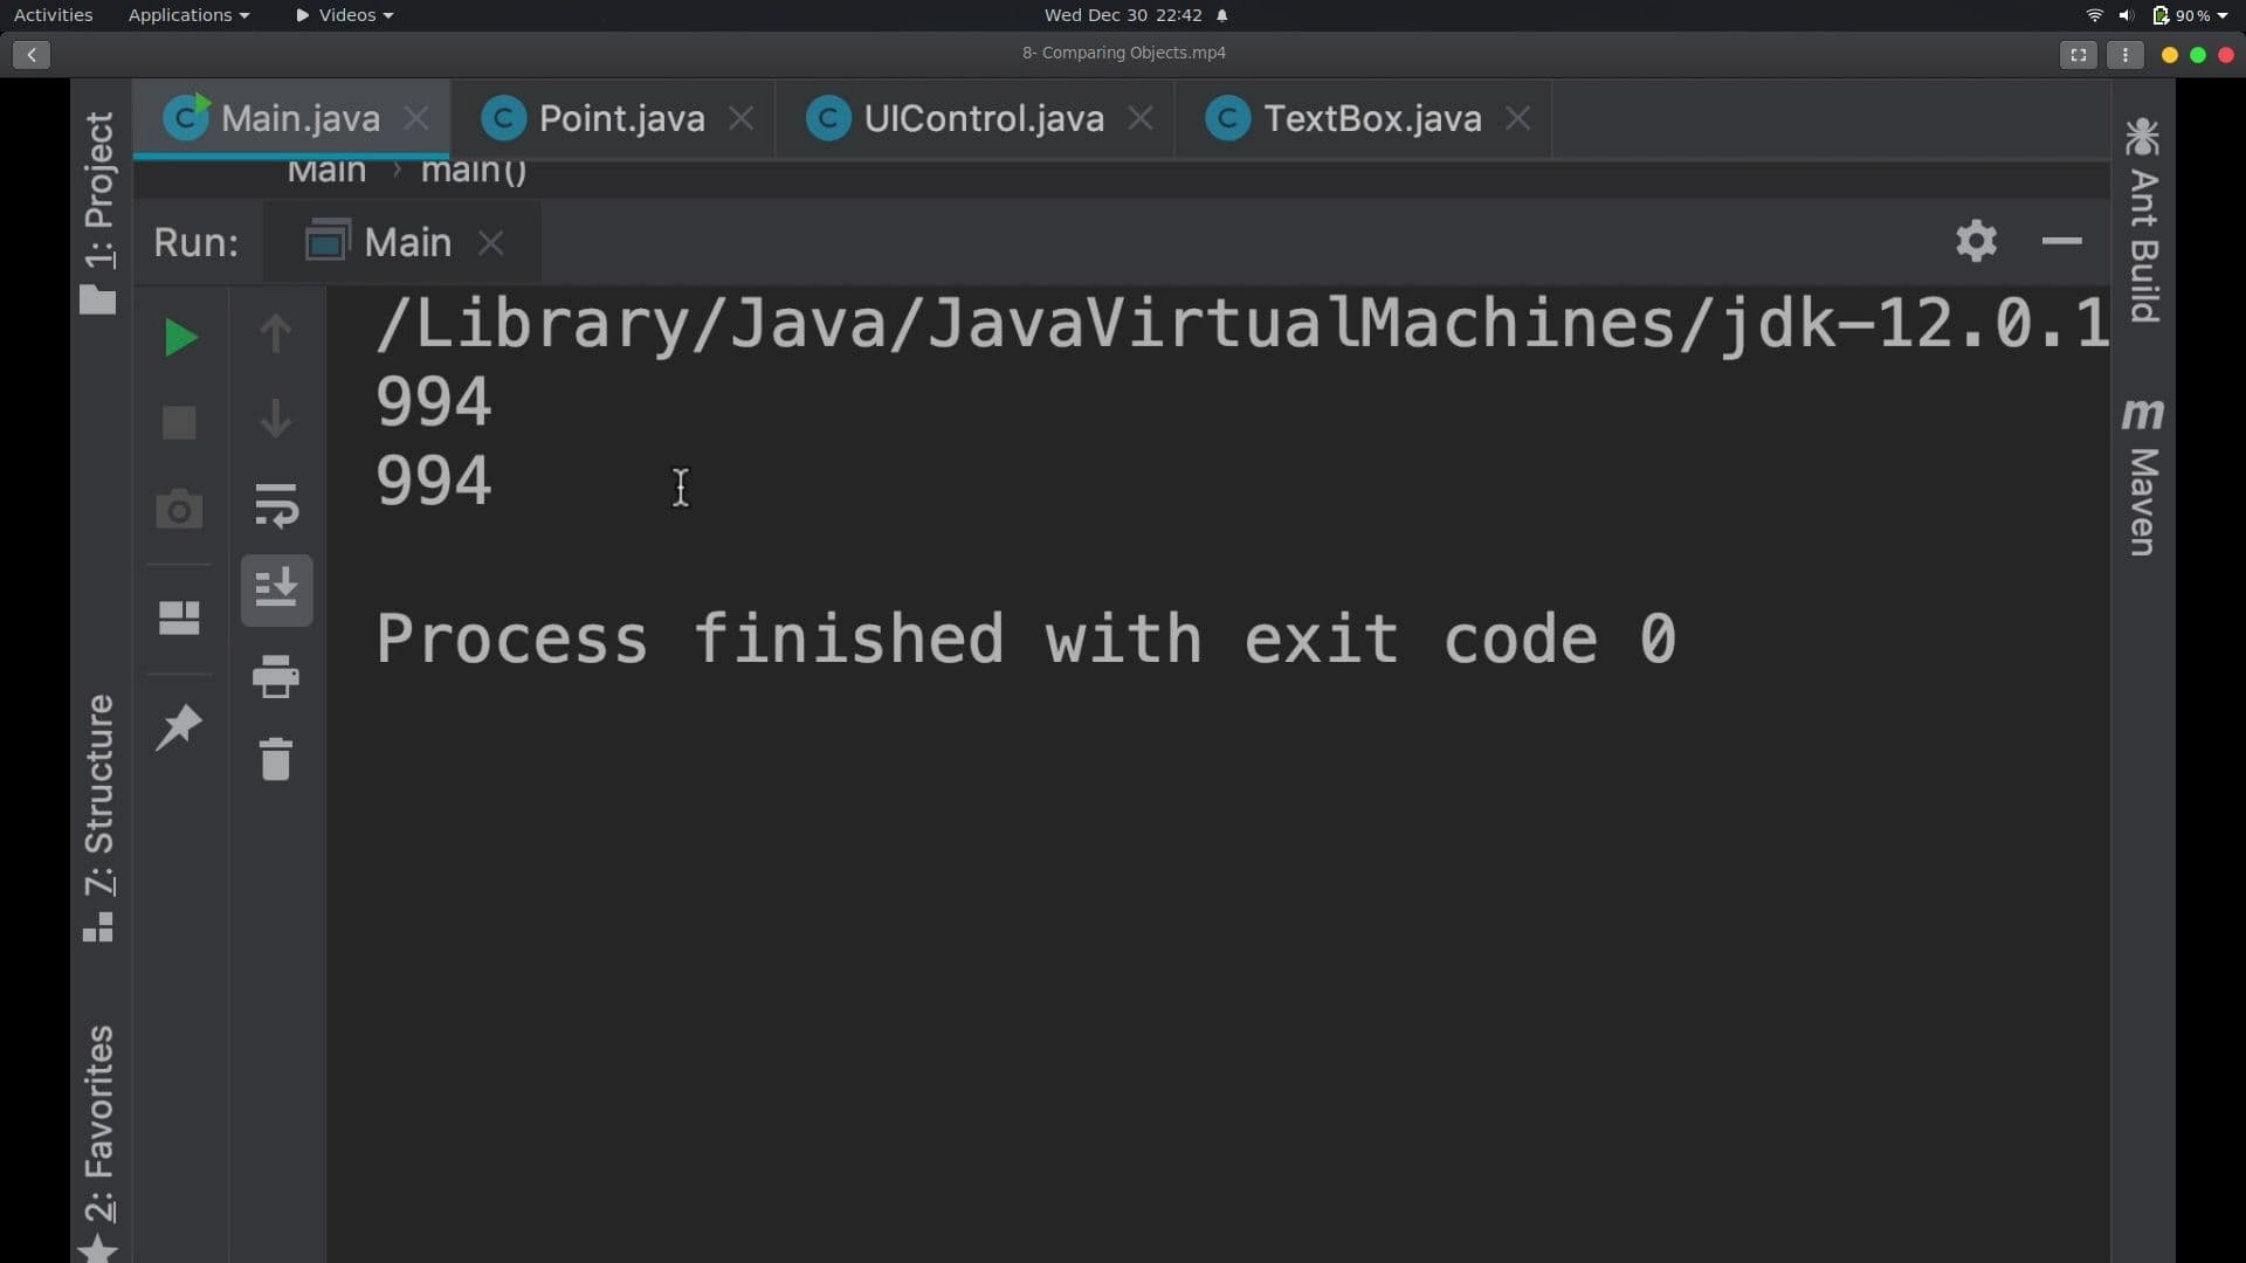 Activities Applications Videos Wed Dec 30 22:42 90 %
8- Comparing Objects.mp4
Main.java Point.java UIControl.java TextBox.java
Main › main()
Run: Main
/Library/Java/JavaVirtualMachines/jdk-12.0.1
994
994
Process finished with exit code 0
1: Project
7: Structure
2: Favorites
Ant Build
m Maven